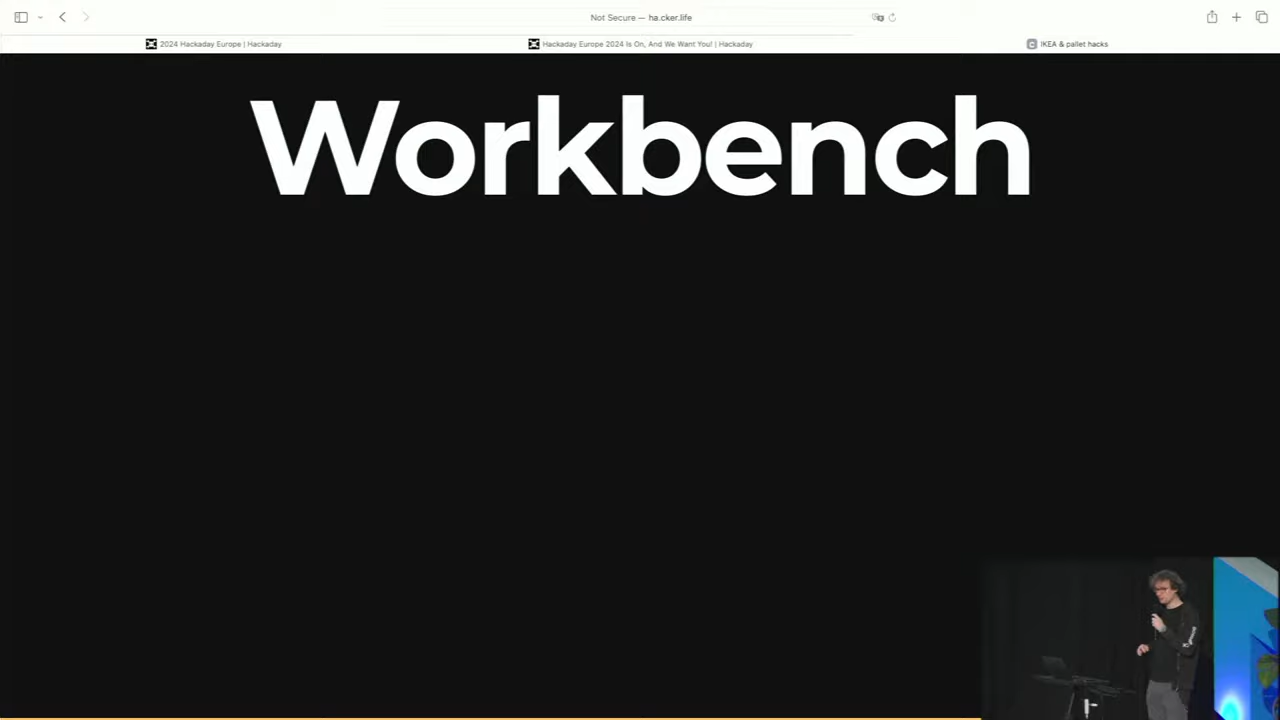 Not Secure — ha.cker.life
2024 Hackaday Europe | Hackaday
Hackaday Europe 2024 Is On, And We Want You! | Hackaday
C IKEA & pallet hacks
Workbench